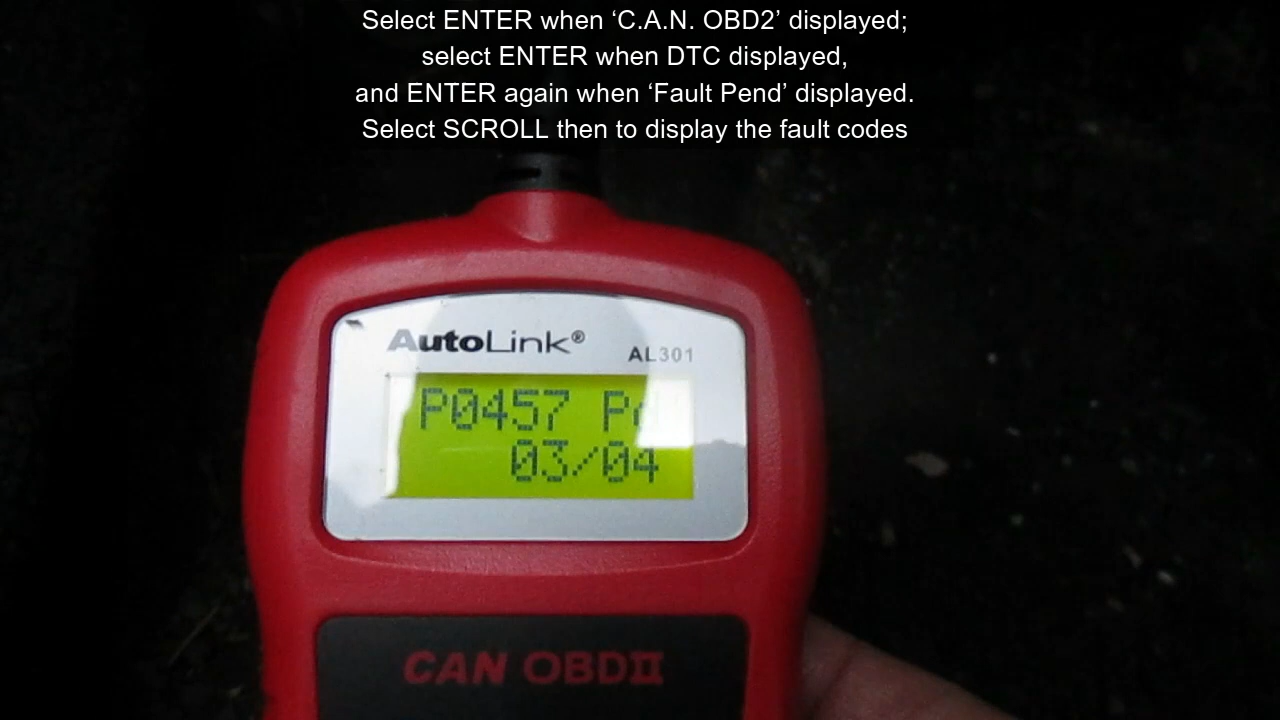 Select ENTER when ‘C.A.N. OBD2’ displayed;
select ENTER when DTC displayed,
and ENTER again when ‘Fault Pend’ displayed.
Select SCROLL then to display the fault codes
AutoLink®
AL301
P0457
03/04
CAN OBDII